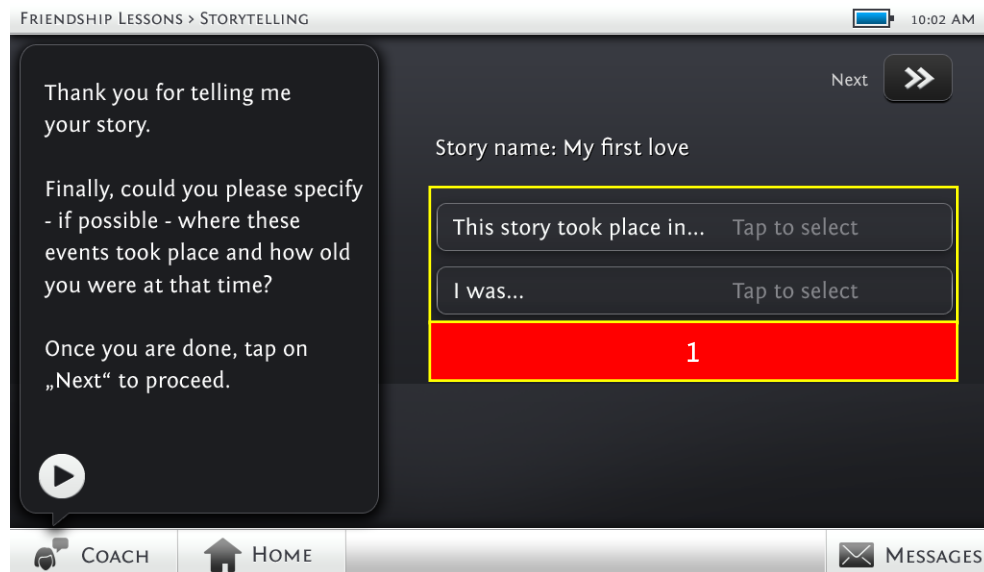 Friendship Lessons > Storytelling
10:02 AM
Thank you for telling me
your story.
Finally, could you please specify
- if possible - where these
events took place and how old
you were at that time?
Once you are done, tap on
„Next“ to proceed.
Next
Story name: My first love
This story took place in... Tap to select
I was... Tap to select
1
Coach
Home
Messages